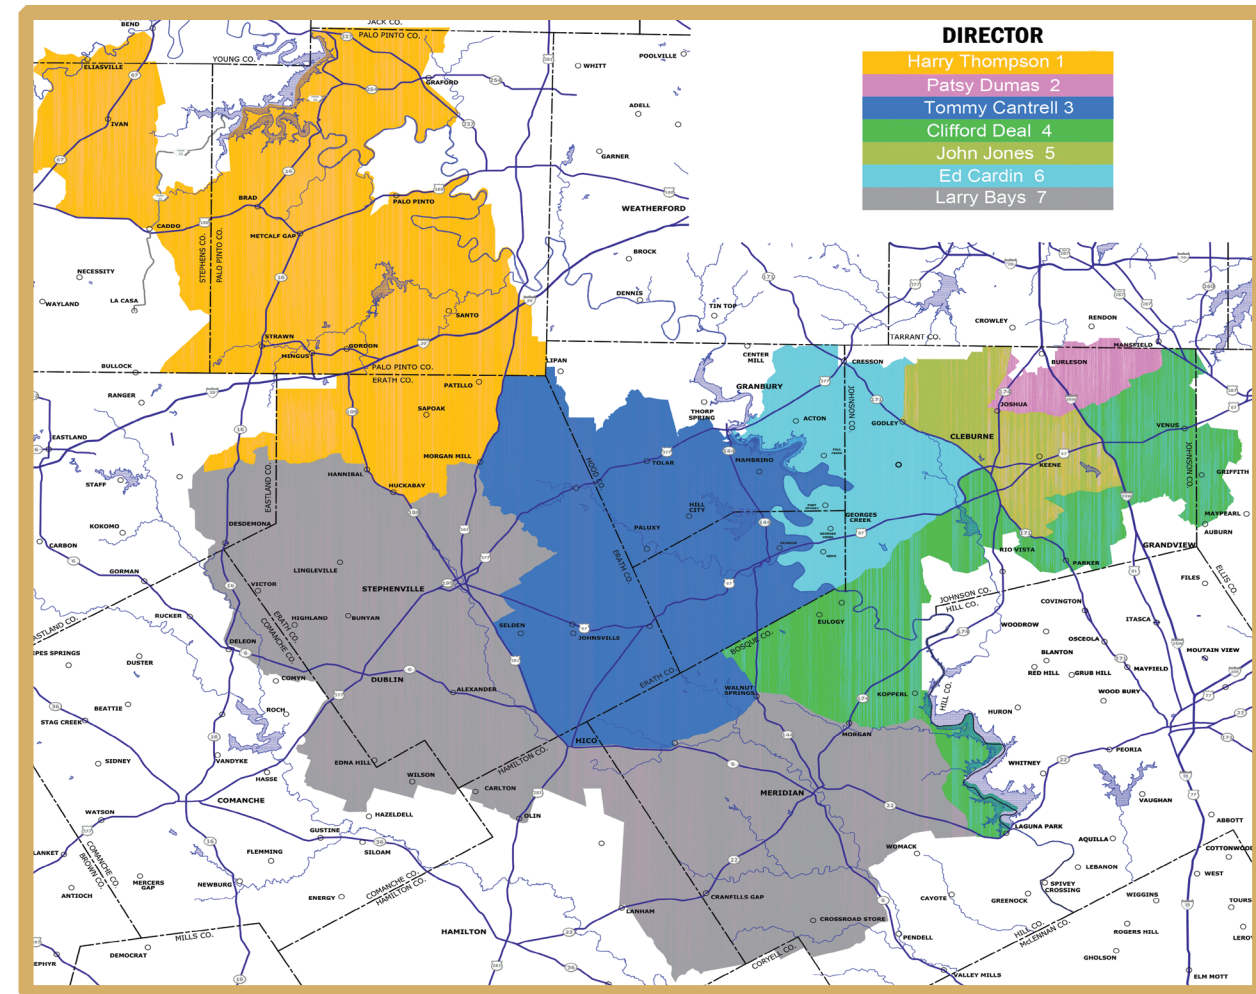 DIRECTOR
Harry Thompson 1
Patsy Dumas 2
Tommy Cantrell 3
Clifford Deal 4
John Jones 5
Ed Cardin 6
Larry Bays 7
BEND
JACK CO.
PALO PINTO CO.
YOUNG CO.
ELIASVILLE
GRAFORD
WHITT
POOLVILLE
IVAN
ADELL
GARNER
BRAD
PALO PINTO
WEATHERFORD
CADDO
METCALF GAP
STEPHENS CO.
PALO PINTO CO.
BROCK
NECESSITY
WAYLAND
LA CASA
SANTO
DENNIS
TIN TOP
CROWLEY
RENDON
STRAWN
MINGUS
GORDON
TARRANT CO.
MANSFIELD
BULLOCK
PALO PINTO CO.
ERATH CO.
LIPAN
CENTER
MILL
CRESSON
BURLESON
RANGER
PATILLO
GRANBURY
SAPOAK
THORP
SPRING
ACTON
JOHNSON CO.
GODLEY
JOSHUA
VENUS
EASTLAND
CLEBURNE
MORGAN MILL
TOLAR
MAMBRINO
KEENE
JOHNSON CO.
GRIFFITH
STAFF
EASTLAND CO.
HANNIBAL
HUCKABAY
HOOD CO.
HILL
CITY
GEORGES
CREEK
MAYPEARL
AUBURN
KOKOMO
DESDEMONA
PALUXY
CARBON
GRANDVIEW
RIO VISTA
PARKER
GORMAN
LINGLEVILLE
ERATH CO.
FILES
ELLIS CO.
VICTOR
STEPHENVILLE
JOHNSON CO.
HILL CO.
COVINGTON
RUCKER
HIGHLAND
BUNYAN
SELDEN
JOHNSVILLE
EULOGY
WOODROW
ITASCA
ERATH CO.
COMANCHE CO.
DELEON
BOSQUE CO.
OSCEOLA
BLANTON
MOUTAIN VIEW
DUSTER
RED HILL
GRUB HILL
MAYFIELD
COMYN
DUBLIN
ALEXANDER
ERATH CO.
WALNUT
SPRINGS
KOPPERL
HILL CO.
WOOD BURY
BEATTIE
ROCH
STAG CREEK
HURON
HICO
MORGAN
PEORIA
SIDNEY
VANDYKE
EDNA HILL
HAMILTON CO.
WHITNEY
HASSE
WILSON
CARLTON
MERIDIAN
COMANCHE
VAUGHAN
WATSON
HAZELDELL
OLIN
LAGUNA PARK
ABBOTT
GUSTINE
AQUILLA
FLEMMING
SILOAM
WOMACK
COMANCHE CO.
BROWN CO.
LEBANON
WEST
MERCERS
GAP
NEWBURG
COMANCHE CO.
HAMILTON CO.
SPIVEY
CROSSING
ANTIOCH
ENERGY
CRANFILLS GAP
CAYOTE
GREENOCK
WIGGINS
LANHAM
CROSSROAD STORE
HAMILTON
PENDELL
HILL CO.
McLENNAN CO.
ROGERS HILL
MILLS CO.
DEMOCRAT
CORYELL CO.
GHOLSON
VALLEY MILLS
ELM MOTT